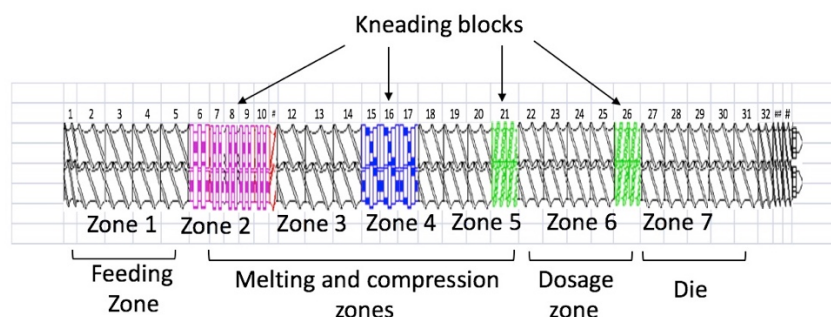 Kneading blocks
1 2 3 4 5 6 7 8 9 10 # 12 13 14 15 16 17 18 19 20 21 22 23 24 25 26 27 28 29 30 31 32 ## #
Zone 1 Zone 2 Zone 3 Zone 4 Zone 5 Zone 6 Zone 7
Feeding
Zone
Melting and compression
zones
Dosage
zone
Die